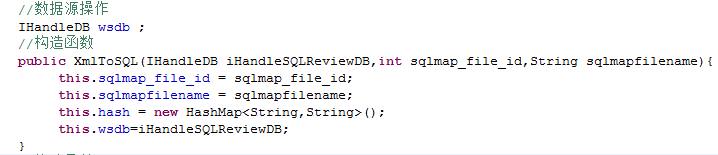 //数据源操作
IHandleDB wsdb ;
//构造函数
public XmlToSQL(IHandleDB iHandleSQLReviewDB,int sqlmap_file_id,String sqlmapfilename){
this.sqlmap_file_id = sqlmap_file_id;
this.sqlmapfilename = sqlmapfilename;
this.hash = new HashMap<String,String>();
this.wsdb=iHandleSQLReviewDB;
}